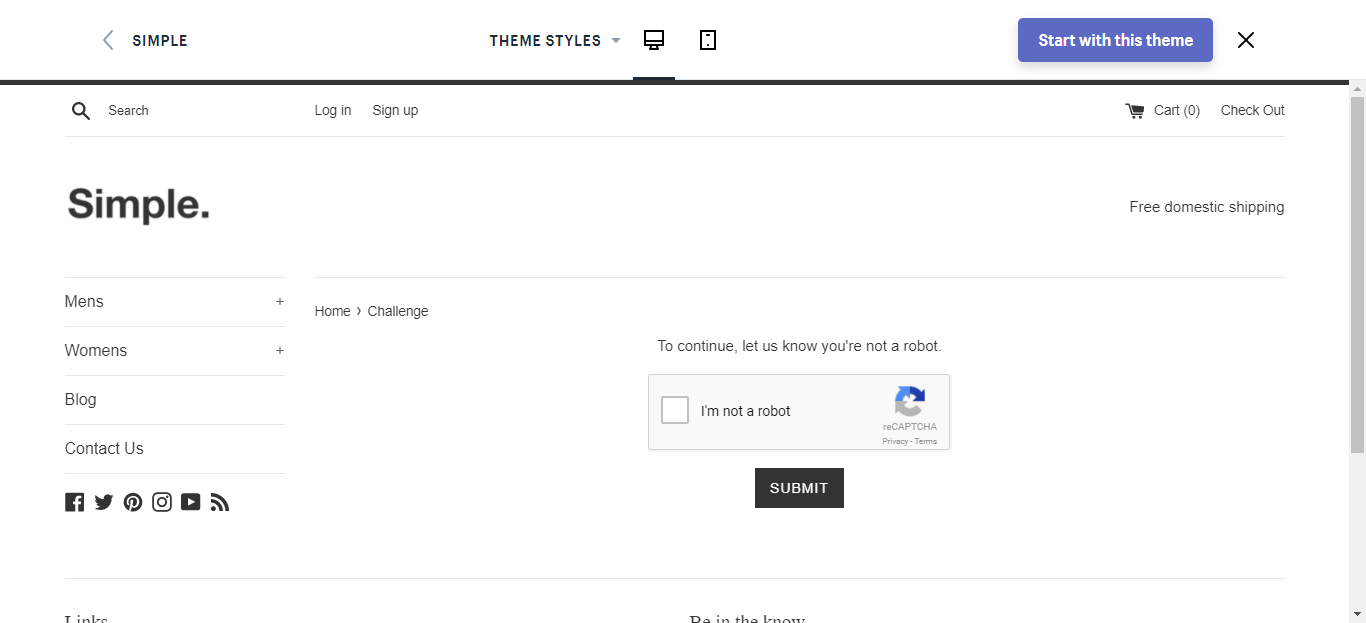 SIMPLE THEME STYLES Start with this theme
Search Log in Sign up Cart (0) Check Out
Simple. Free domestic shipping
Mens +
Home › Challenge
To continue, let us know you're not a robot.
Womens +
Blog
I'm not a robot
reCAPTCHA
Privacy - Terms
Contact Us
SUBMIT
Links Be in the know